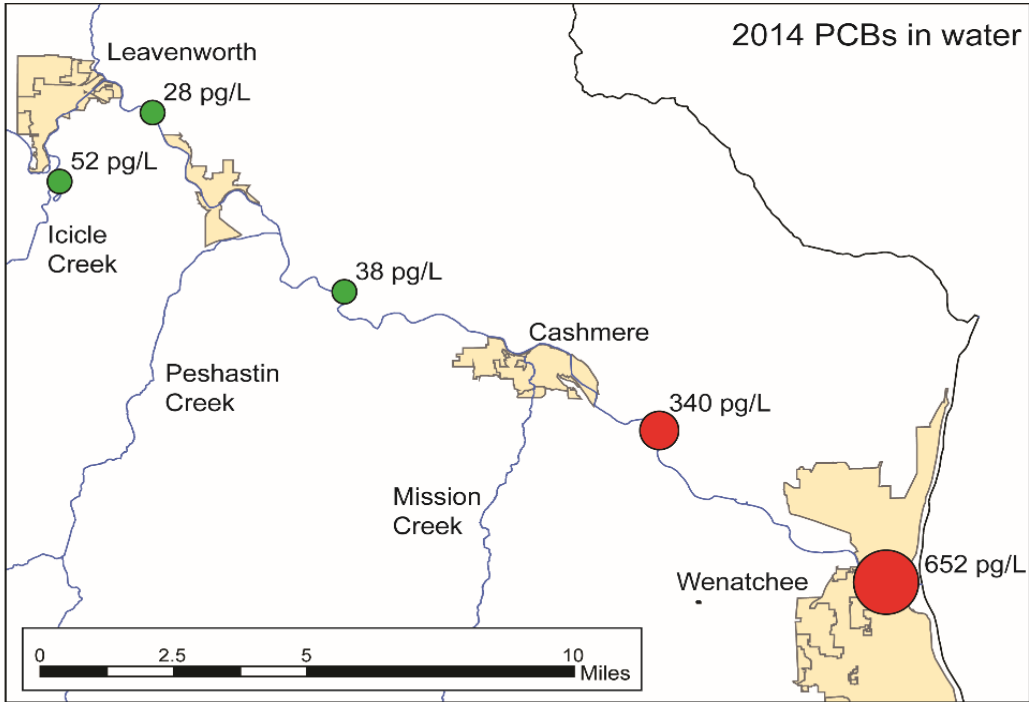 2014 PCBs in water
Leavenworth
28 pg/L
52 pg/L
Icicle
Creek
38 pg/L
Cashmere
Peshastin
Creek
340 pg/L
Mission
Creek
652 pg/L
Wenatchee
0 2.5 5 10
Miles